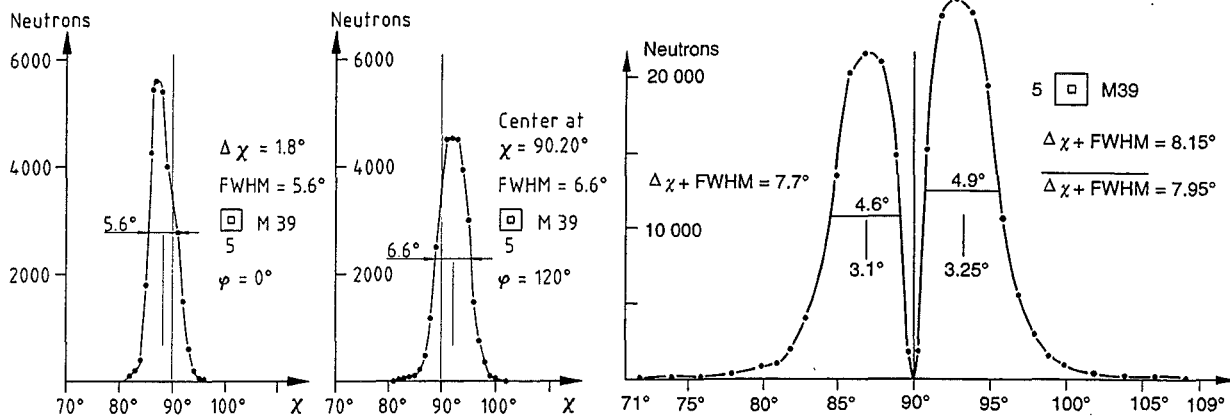 Neutrons
6000
4000
2000
Δχ = 1.8°
FWHM = 5.6°
M 39
5
φ = 0°
5.6°
70° 80° 90° 100° χ
Neutrons
6000
4000
2000
Center at
χ = 90.20°
FWHM = 6.6°
M 39
5
φ = 120°
6.6°
70° 80° 90° 100° χ
Neutrons
20 000
10 000
Δχ + FWHM = 7.7°
4.6°
3.1°
4.9°
3.25°
5 M39
Δχ + FWHM = 8.15°
Δχ + FWHM = 7.95°
71° 75° 80° 85° 90° 95° 100° 105° 109°